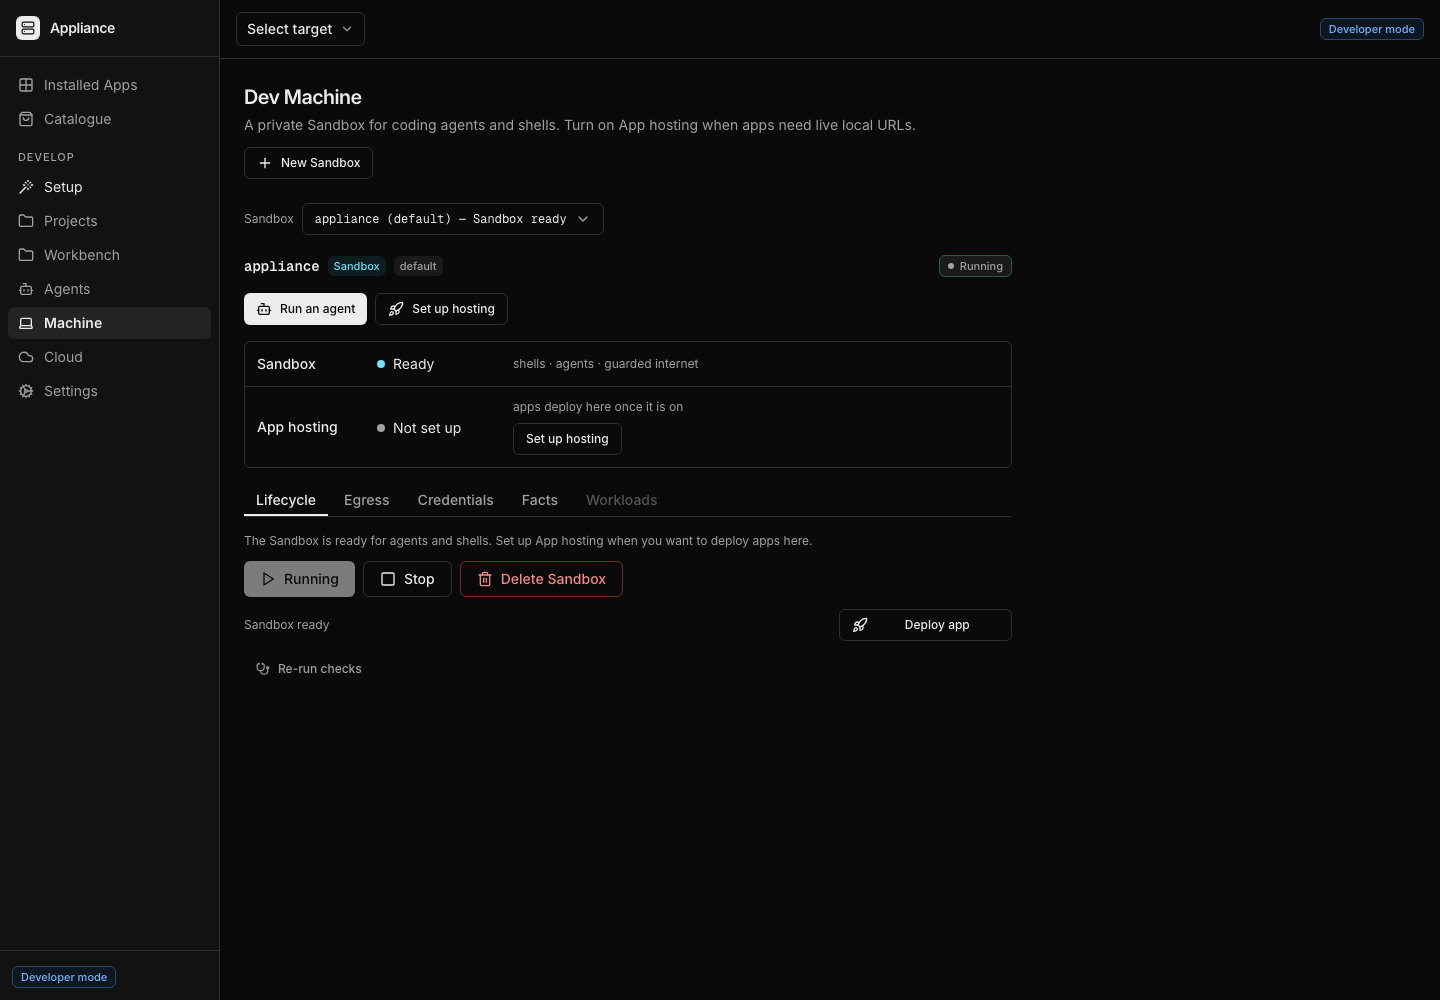 Appliance
Select target
Developer mode
Installed Apps
Catalogue
DEVELOP
Setup
Projects
Workbench
Agents
Machine
Cloud
Settings
Developer mode
Dev Machine
A private Sandbox for coding agents and shells. Turn on App hosting when apps need live local URLs.
New Sandbox
Sandbox appliance (default) — Sandbox ready
appliance Sandbox default Running
Run an agent Set up hosting
Sandbox Ready shells · agents · guarded internet
App hosting Not set up apps deploy here once it is on
Set up hosting
Lifecycle Egress Credentials Facts Workloads
The Sandbox is ready for agents and shells. Set up App hosting when you want to deploy apps here.
Running Stop Delete Sandbox
Sandbox ready Deploy app
Re-run checks